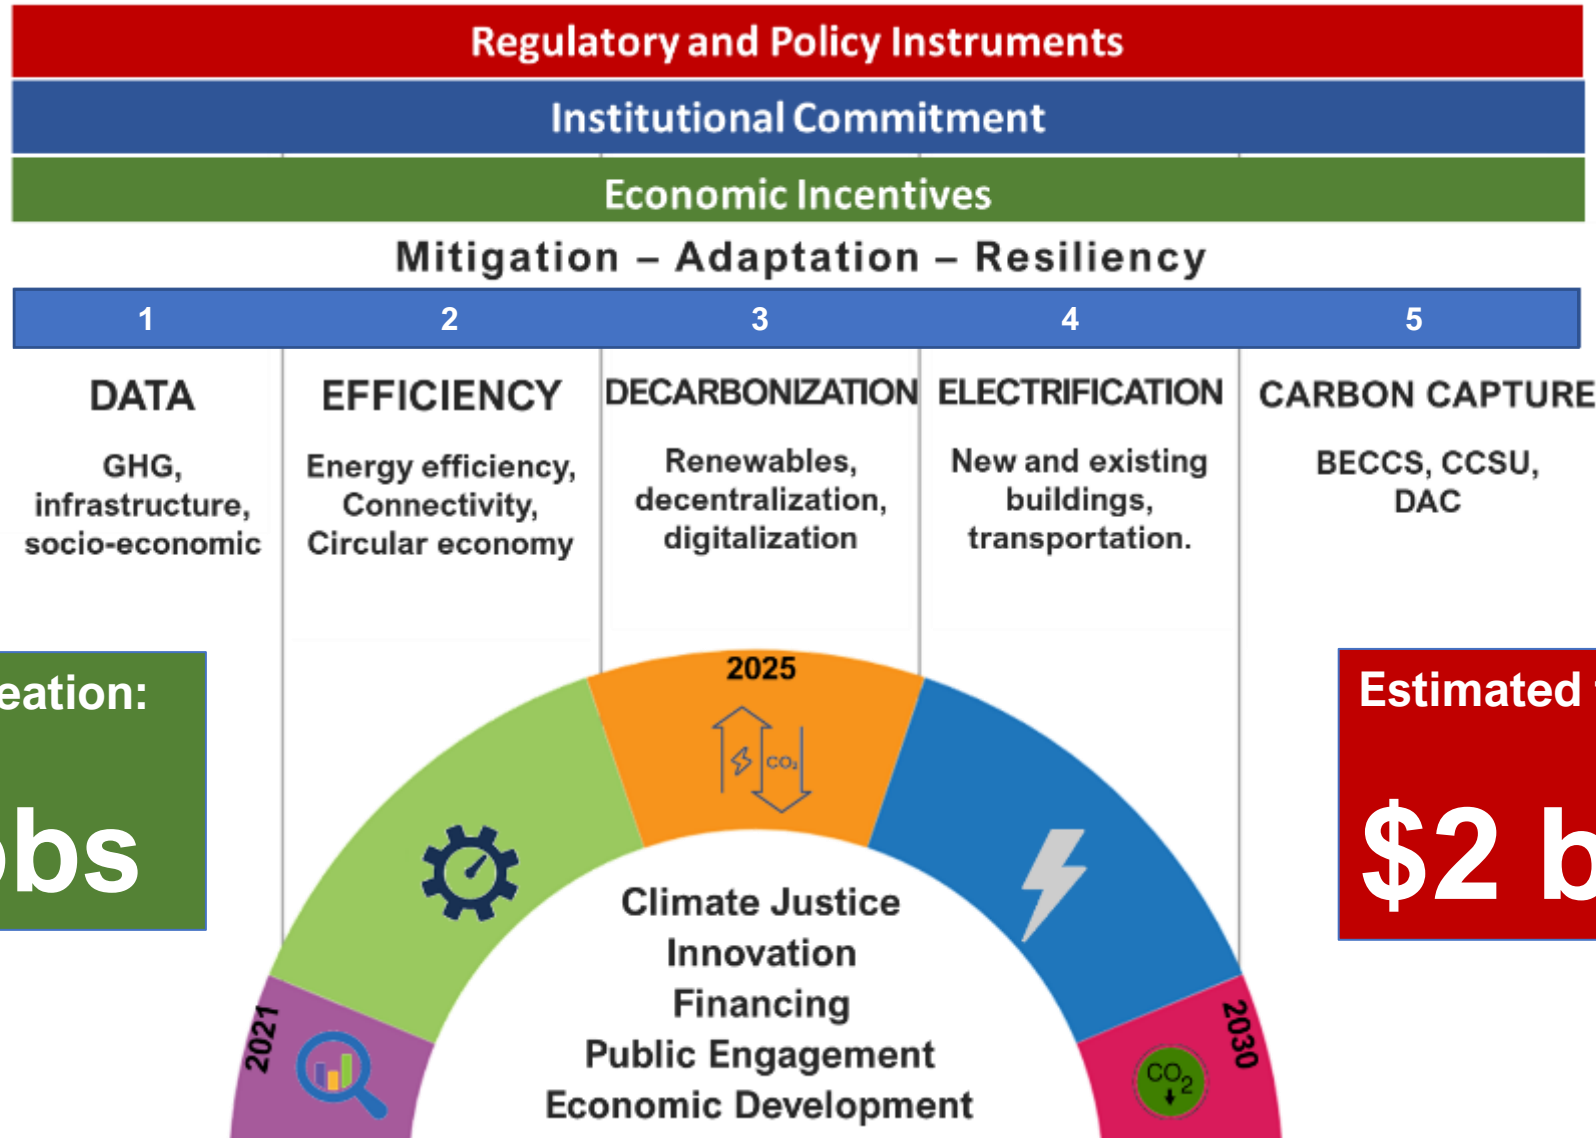 Regulatory and Policy Instruments
Institutional Commitment
Economic Incentives
Mitigation – Adaptation – Resiliency
1 2 3 4 5
DATA
GHG,
infrastructure,
socio-economic
EFFICIENCY
Energy efficiency,
Connectivity,
Circular economy
DECARBONIZATION
Renewables,
decentralization,
digitalization
ELECTRIFICATION
New and existing
buildings,
transportation.
CARBON CAPTURE
BECCS, CCSU,
DAC
eation:
obs
2021
2025
CO₂
2030
CO₂
Climate Justice
Innovation
Financing
Public Engagement
Economic Development
Estimated
$2 b